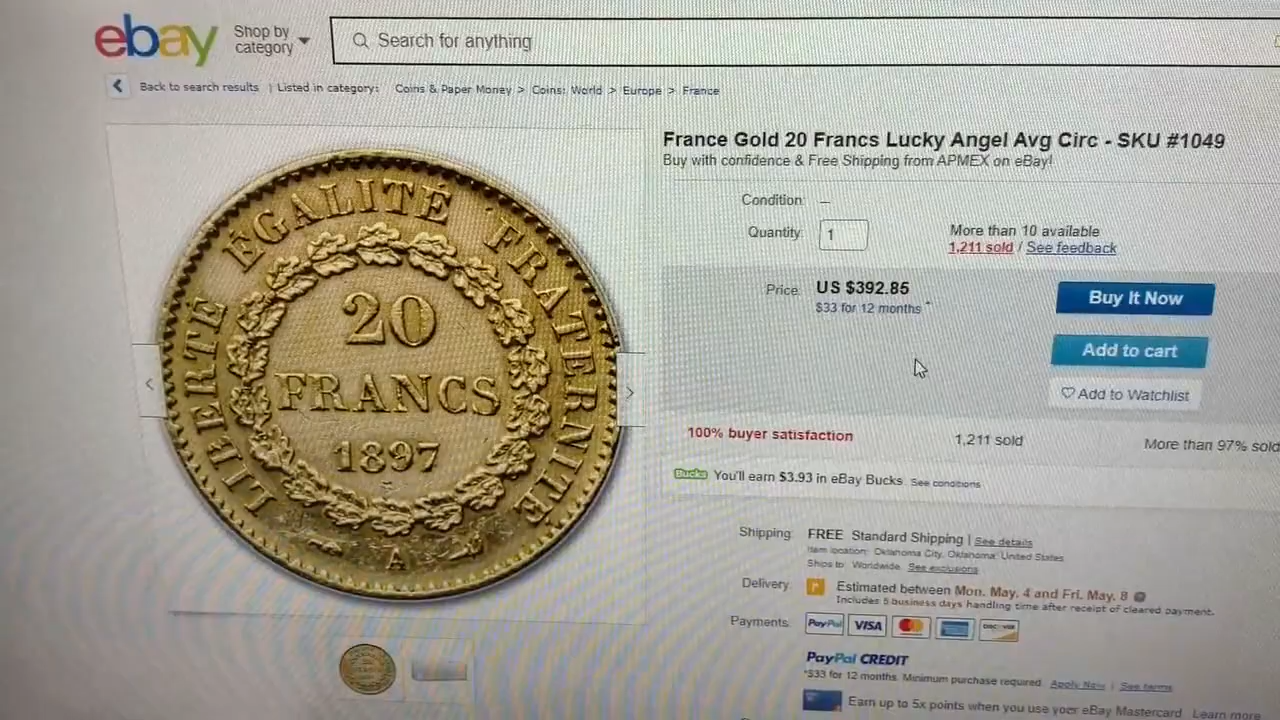 ebay
Shop by
category
Search for anything
Back to search results | Listed in category: Coins & Paper Money > Coins: World > Europe > France
LIBERTÉ ÉGALITÉ FRATERNITÉ
20
FRANCS
1897
A
France Gold 20 Francs Lucky Angel Avg Circ - SKU #1049
Buy with confidence & Free Shipping from APMEX on eBay!
Condition: --
Quantity: 1
More than 10 available
1,211 sold / See feedback
Price: US $392.85
$33 for 12 months *
Buy It Now
Add to cart
Add to Watchlist
100% buyer satisfaction 1,211 sold More than 97% sold
Bucks You'll earn $3.93 in eBay Bucks See conditions
Shipping: FREE Standard Shipping | See details
Item location: Oklahoma City, Oklahoma, United States
Ships to: Worldwide See exclusions
Delivery: Estimated between Mon. May. 4 and Fri. May. 8
Includes 5 business days handling time after receipt of cleared payment.
Payments: PayPal VISA DISCOVER
PayPal CREDIT
*$33 for 12 months. Minimum purchase required. Apply Now | See terms
Earn up to 5x points when you use your eBay Mastercard Learn more